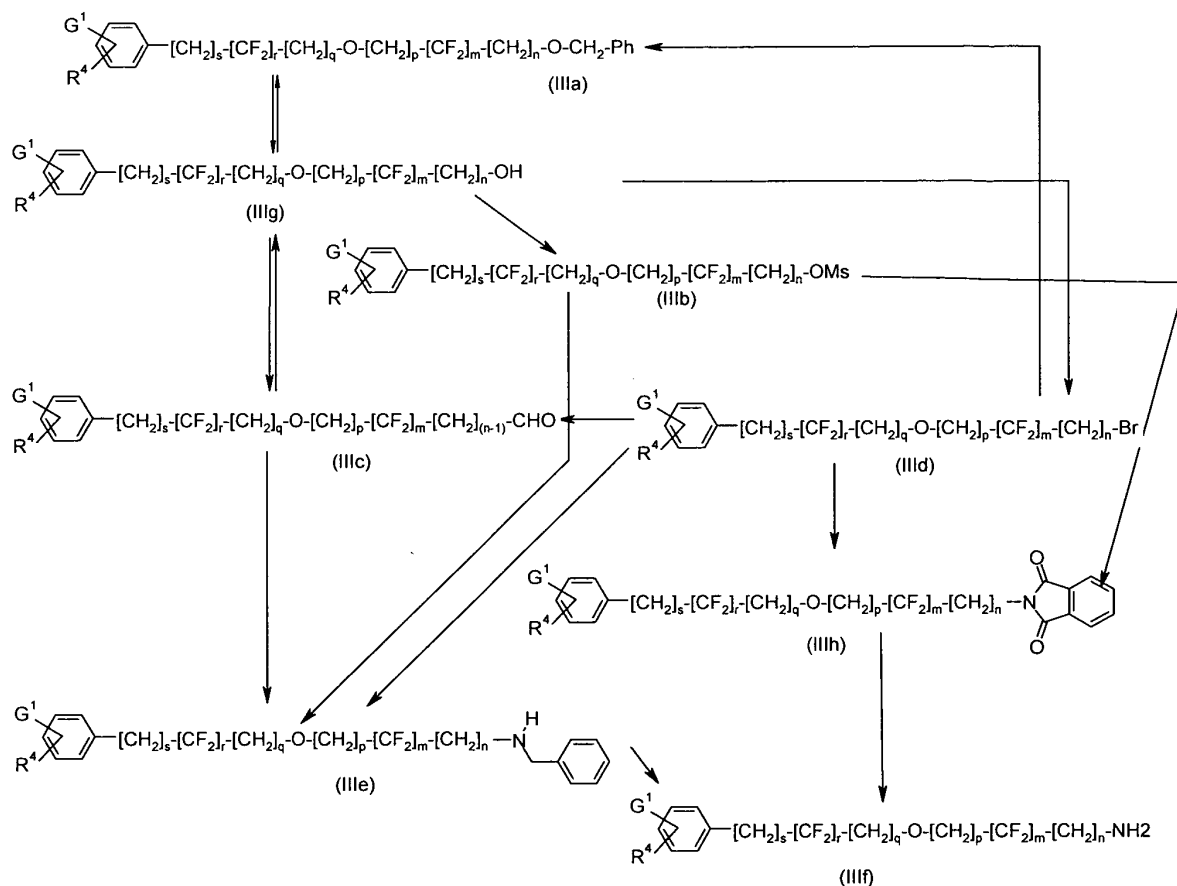 G¹
R⁴
[CH₂]ₛ-[CF₂]ᵣ-[CH₂]q-O-[CH₂]ₚ-[CF₂]ₘ-[CH₂]ₙ-O-CH₂-Ph
(IIIa)
G¹
R⁴
[CH₂]ₛ-[CF₂]ᵣ-[CH₂]q-O-[CH₂]ₚ-[CF₂]ₘ-[CH₂]ₙ-OH
(IIIg)
G¹
R⁴
[CH₂]ₛ-[CF₂]ᵣ-[CH₂]q-O-[CH₂]ₚ-[CF₂]ₘ-[CH₂]ₙ-OMs
(IIIb)
G¹
R⁴
[CH₂]ₛ-[CF₂]ᵣ-[CH₂]q-O-[CH₂]ₚ-[CF₂]ₘ-[CH₂]₍ₙ₋₁₎-CHO
(IIIc)
G¹
R⁴
[CH₂]ₛ-[CF₂]ᵣ-[CH₂]q-O-[CH₂]ₚ-[CF₂]ₘ-[CH₂]ₙ-Br
(IIId)
G¹
R⁴
[CH₂]ₛ-[CF₂]ᵣ-[CH₂]q-O-[CH₂]ₚ-[CF₂]ₘ-[CH₂]ₙ-N
O
O
(IIIh)
G¹
R⁴
[CH₂]ₛ-[CF₂]ᵣ-[CH₂]q-O-[CH₂]ₚ-[CF₂]ₘ-[CH₂]ₙ-N
H
(IIIe)
G¹
R⁴
[CH₂]ₛ-[CF₂]ᵣ-[CH₂]q-O-[CH₂]ₚ-[CF₂]ₘ-[CH₂]ₙ-NH2
(IIIf)